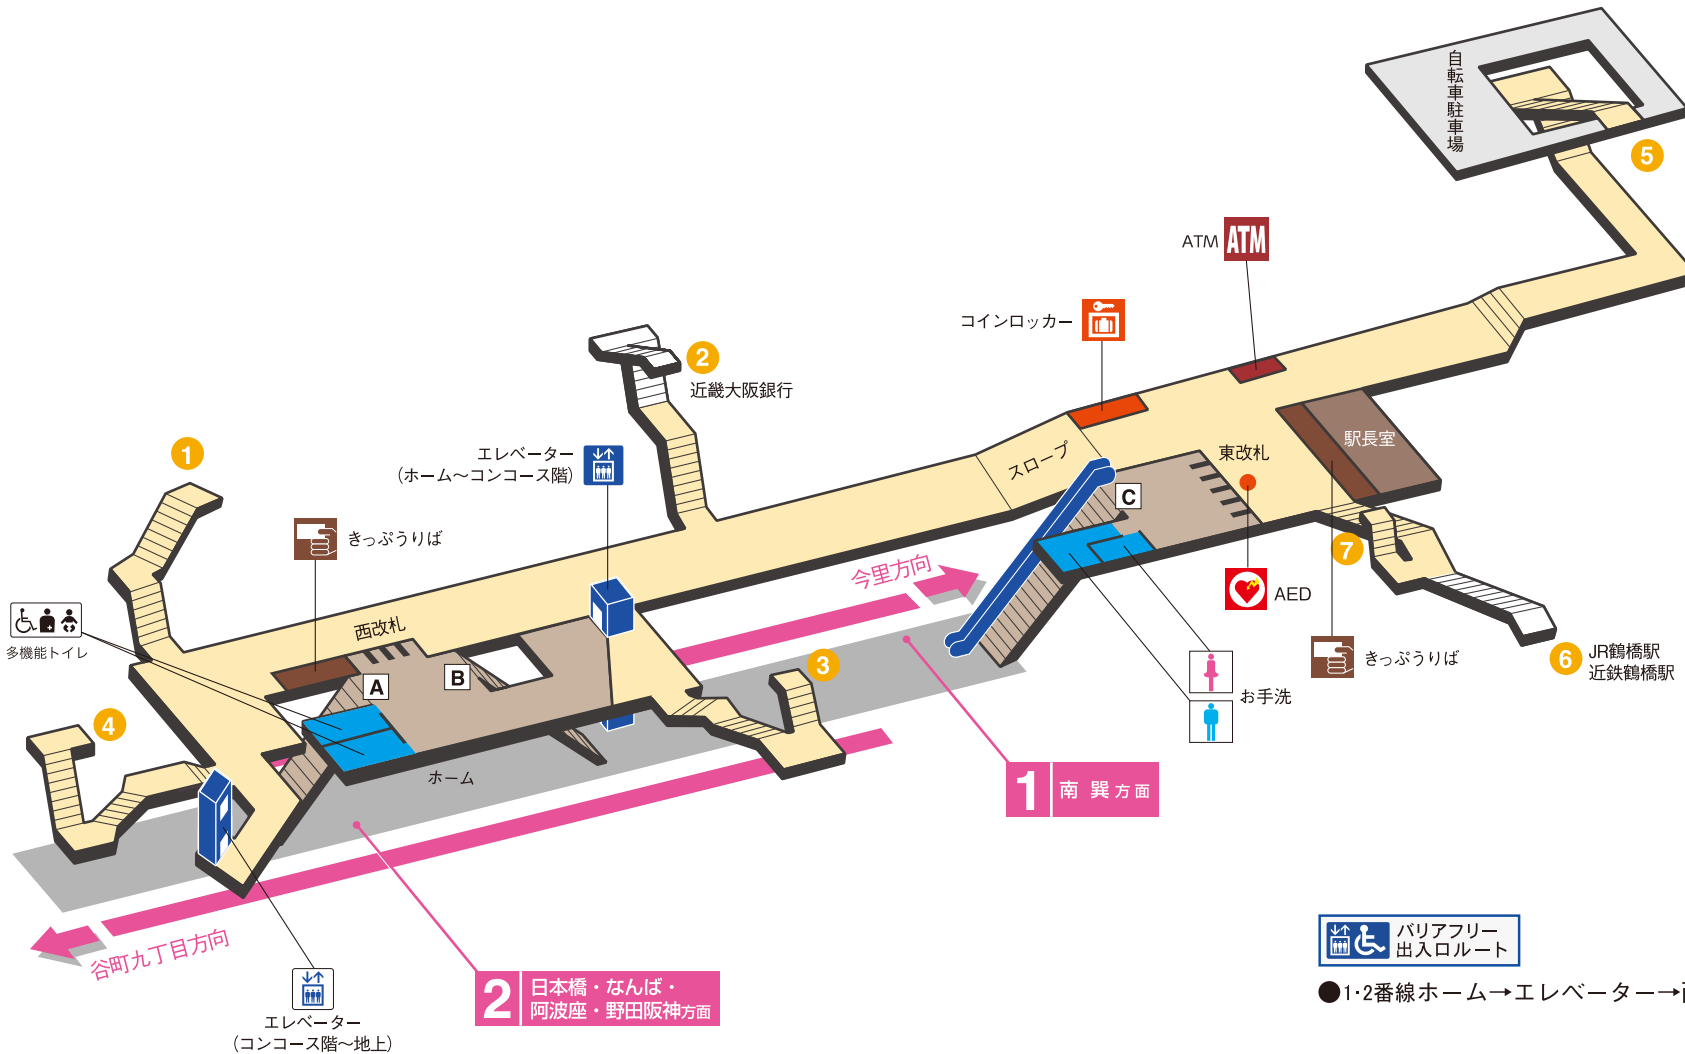 自転車駐車場
5
ATM
ATM
コインロッカー
2
近畿大阪銀行
1
エレベーター
(ホーム～コンコース階)
きっぷうりば
スロープ
東改札
駅長室
C
7
今里方向
AED
多機能トイレ
西改札
A
B
3
きっぷうりば
6
JR鶴橋駅
近鉄鶴橋駅
お手洗
4
ホーム
1
南 巽方面
谷町九丁目方向
2
日本橋・なんば・
阿波座・野田阪神方面
エレベーター
(コンコース階～地上)
バリアフリー
出入口ルート
●1・2番線ホーム→エレベーター→